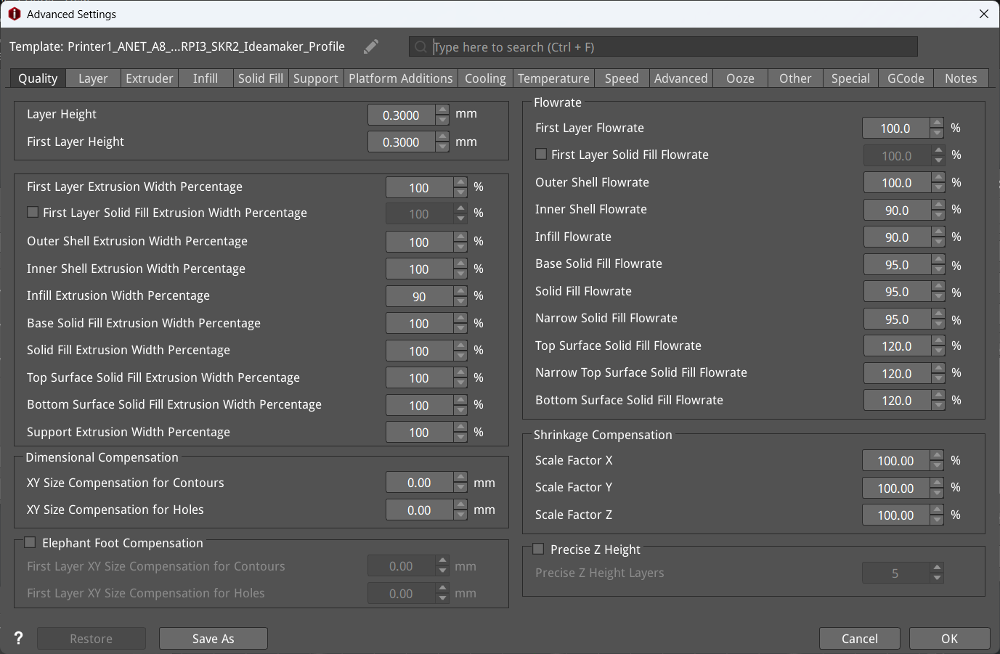 Advanced Settings
Template: Printer1_ANET_A8_...RPI3_SKR2_Ideamaker_Profile
Type here to search (Ctrl + F)
Quality Layer Extruder Infill Solid Fill Support Platform Additions Cooling Temperature Speed Advanced Ooze Other Special GCode Notes
Layer Height 0.3000 mm
First Layer Height 0.3000 mm
First Layer Extrusion Width Percentage 100 %
First Layer Solid Fill Extrusion Width Percentage 100 %
Outer Shell Extrusion Width Percentage 100 %
Inner Shell Extrusion Width Percentage 100 %
Infill Extrusion Width Percentage 90 %
Base Solid Fill Extrusion Width Percentage 100 %
Solid Fill Extrusion Width Percentage 100 %
Top Surface Solid Fill Extrusion Width Percentage 100 %
Bottom Surface Solid Fill Extrusion Width Percentage 100 %
Support Extrusion Width Percentage 100 %
Dimensional Compensation
XY Size Compensation for Contours 0.00 mm
XY Size Compensation for Holes 0.00 mm
Elephant Foot Compensation
First Layer XY Size Compensation for Contours 0.00 mm
First Layer XY Size Compensation for Holes 0.00 mm
Flowrate
First Layer Flowrate 100.0 %
First Layer Solid Fill Flowrate 100.0 %
Outer Shell Flowrate 100.0 %
Inner Shell Flowrate 90.0 %
Infill Flowrate 90.0 %
Base Solid Fill Flowrate 95.0 %
Solid Fill Flowrate 95.0 %
Narrow Solid Fill Flowrate 95.0 %
Top Surface Solid Fill Flowrate 120.0 %
Narrow Top Surface Solid Fill Flowrate 120.0 %
Bottom Surface Solid Fill Flowrate 120.0 %
Shrinkage Compensation
Scale Factor X 100.00 %
Scale Factor Y 100.00 %
Scale Factor Z 100.00 %
Precise Z Height
Precise Z Height Layers 5
? Restore Save As Cancel OK